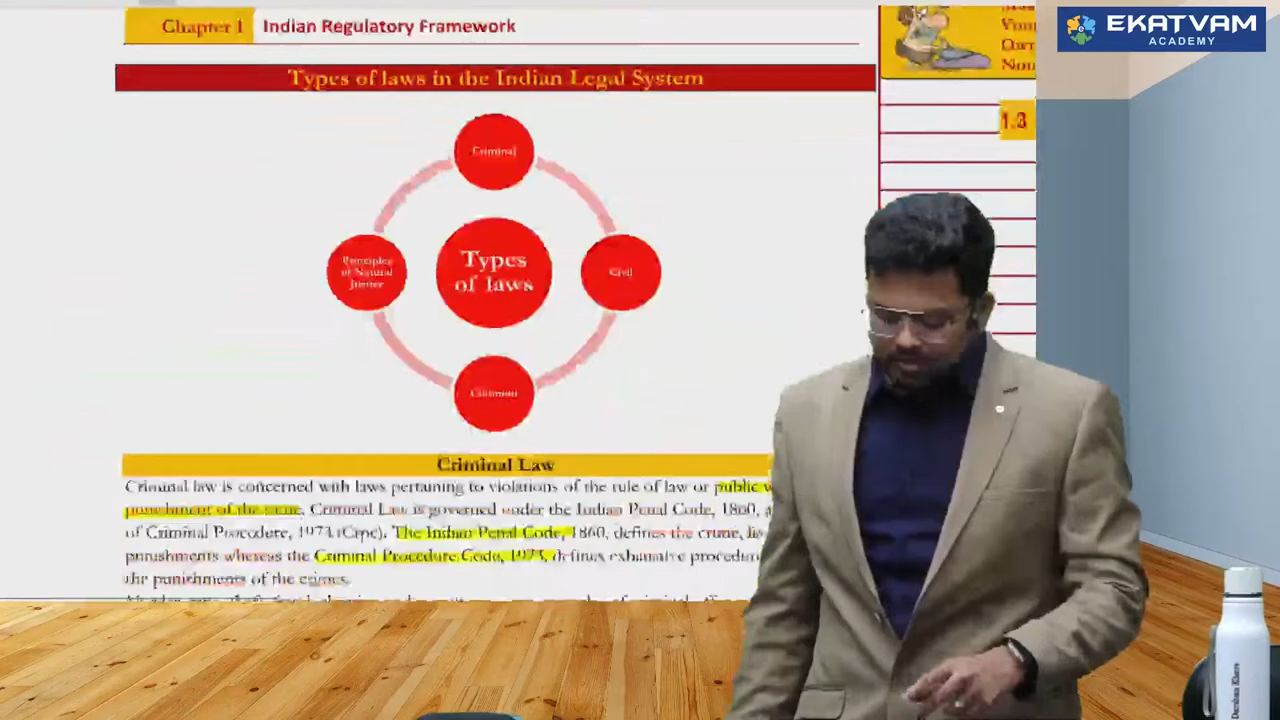 Chapter 1 Indian Regulatory Framework
EKATVAM
ACADEMY
Types of laws in the Indian Legal System
1.3
Criminal
Principles
of Natural
Justice
Types
of laws
Civil
Common
Criminal Law
Criminal law is concerned with laws pertaining to violations of the rule of law or public
punishment of the same. Criminal Law is governed under the Indian Penal Code, 1860,
of Criminal Procedure, 1973 (Crpc). The Indian Penal Code, 1860, defines the crime,
punishments whereas the Criminal Procedure Code, 1973, defines exhaustive
the punishments of the crimes.